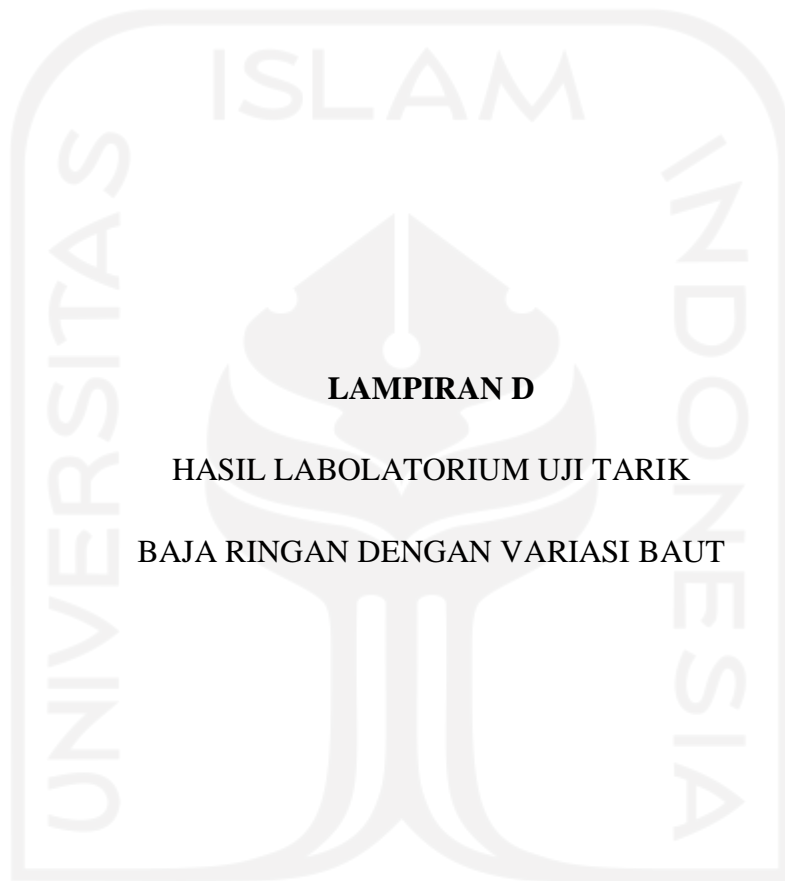 UNIVERSITAS
ISLAM
INDONESIA
LAMPIRAN D
HASIL LABOLATORIUM UJI TARIK
BAJA RINGAN DENGAN VARIASI BAUT